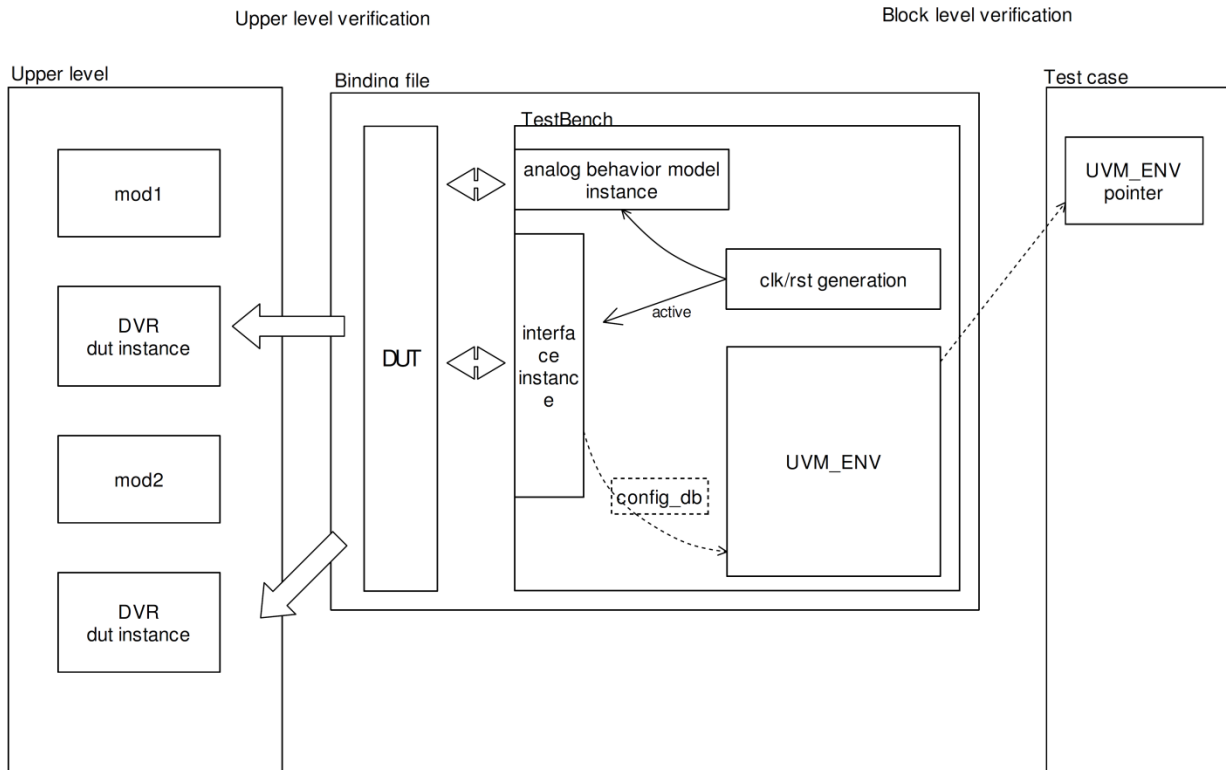 Upper level verification
Block level verification
Upper level
mod1
DVR
dut instance
mod2
DVR
dut instance
Binding file
DUT
TestBench
analog behavior model
instance
clk/rst generation
active
interfa
ce
instanc
e
config_db
UVM_ENV
Test case
UVM_ENV
pointer